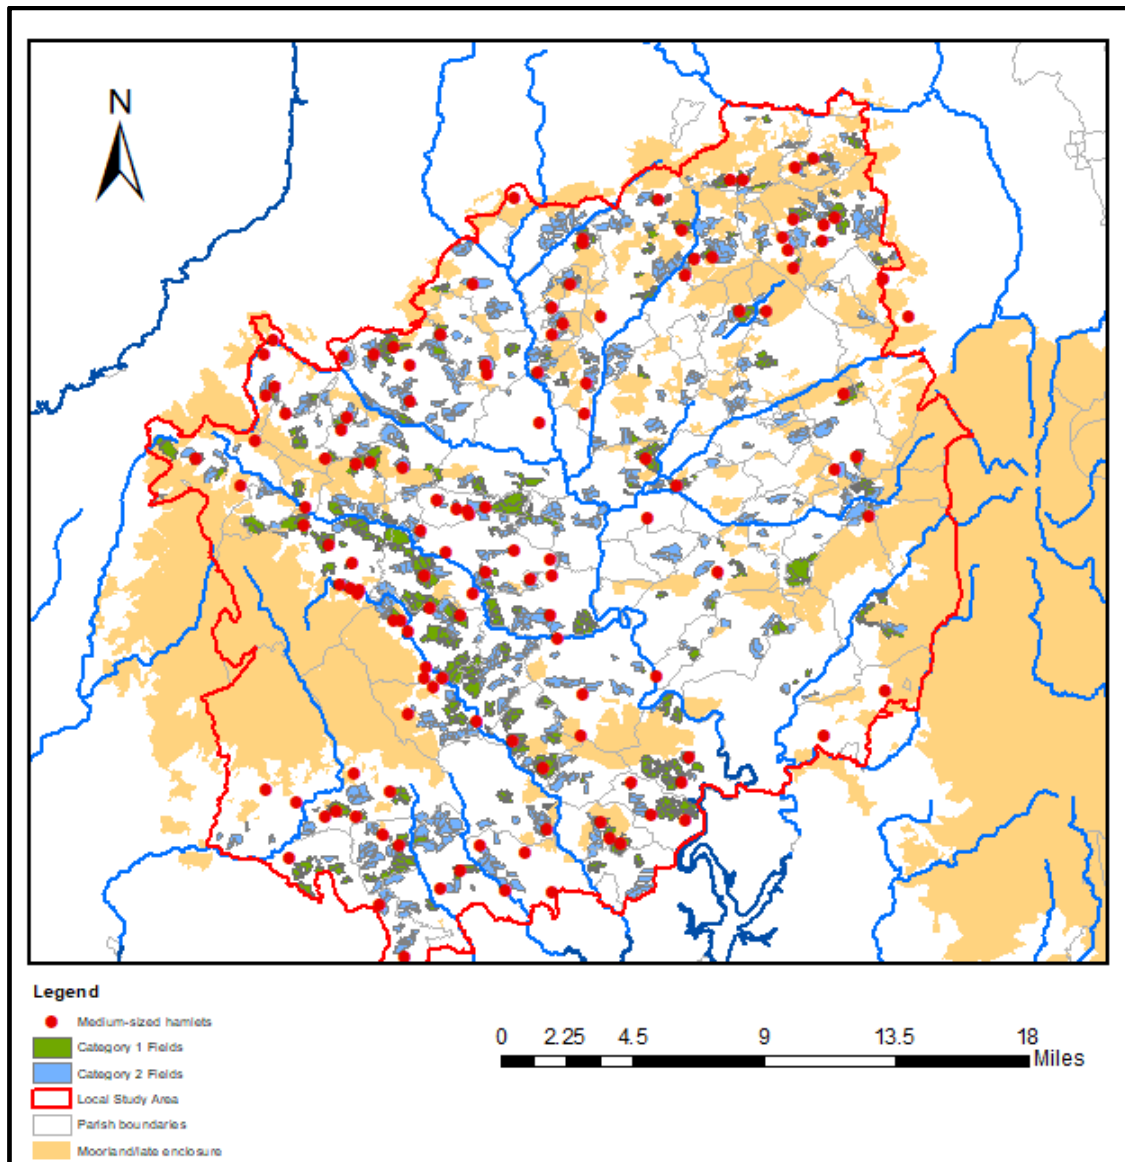 N
Legend
Medium-sized hamlets
Category 1 Fields
Category 2 Fields
Local Study Area
Parish boundaries
Moorland/late enclosure
0 2.25 4.5 9 13.5 18
Miles